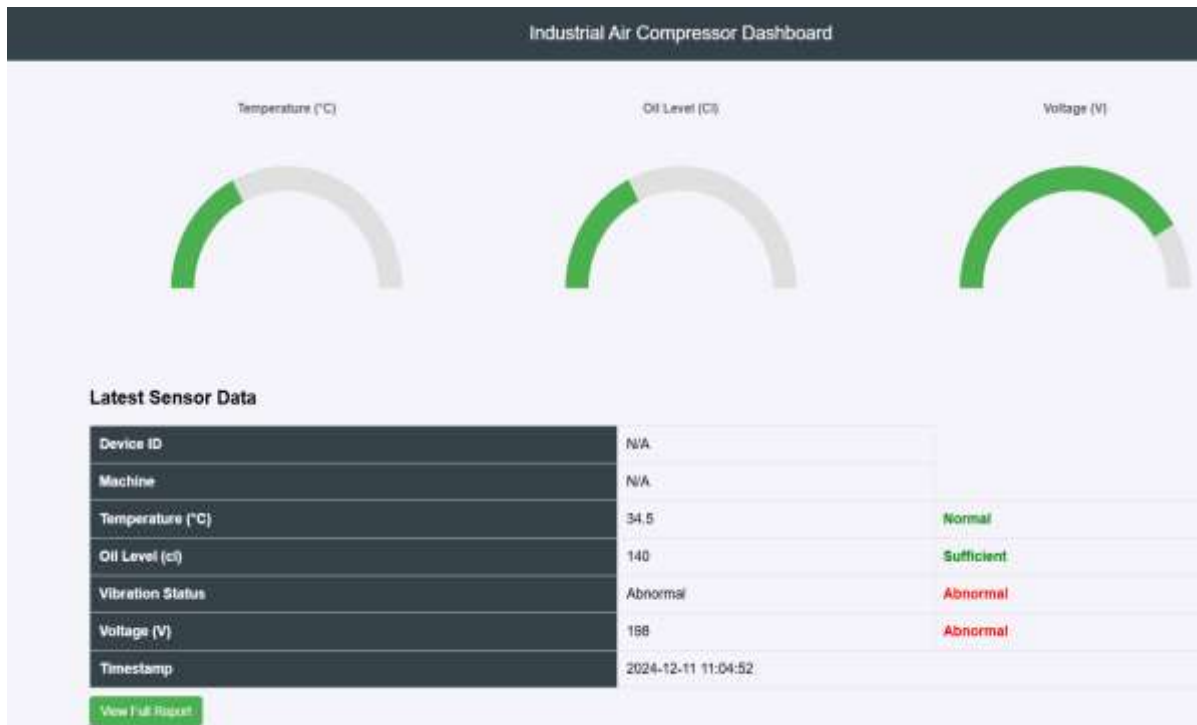 Industrial Air Compressor Dashboard
Temperature (°C) Oil Level (Cl) Voltage (V)
Latest Sensor Data
Device ID N/A
Machine N/A
Temperature (°C) 34.5 Normal
Oil Level (cl) 140 Sufficient
Vibration Status Abnormal Abnormal
Voltage (V) 198 Abnormal
Timestamp 2024-12-11 11:04:52
View Full Report